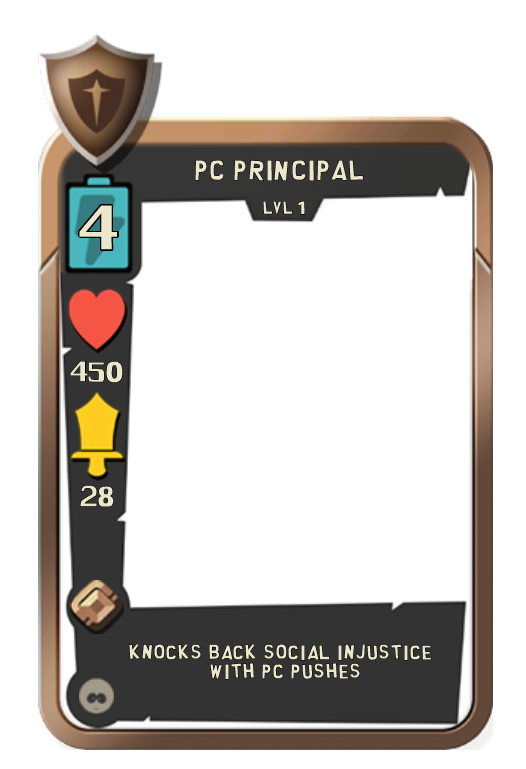 PC PRINCIPAL
LVL 1
4
450
28
KNOCKS BACK SOCIAL INJUSTICE
WITH PC PUSHES